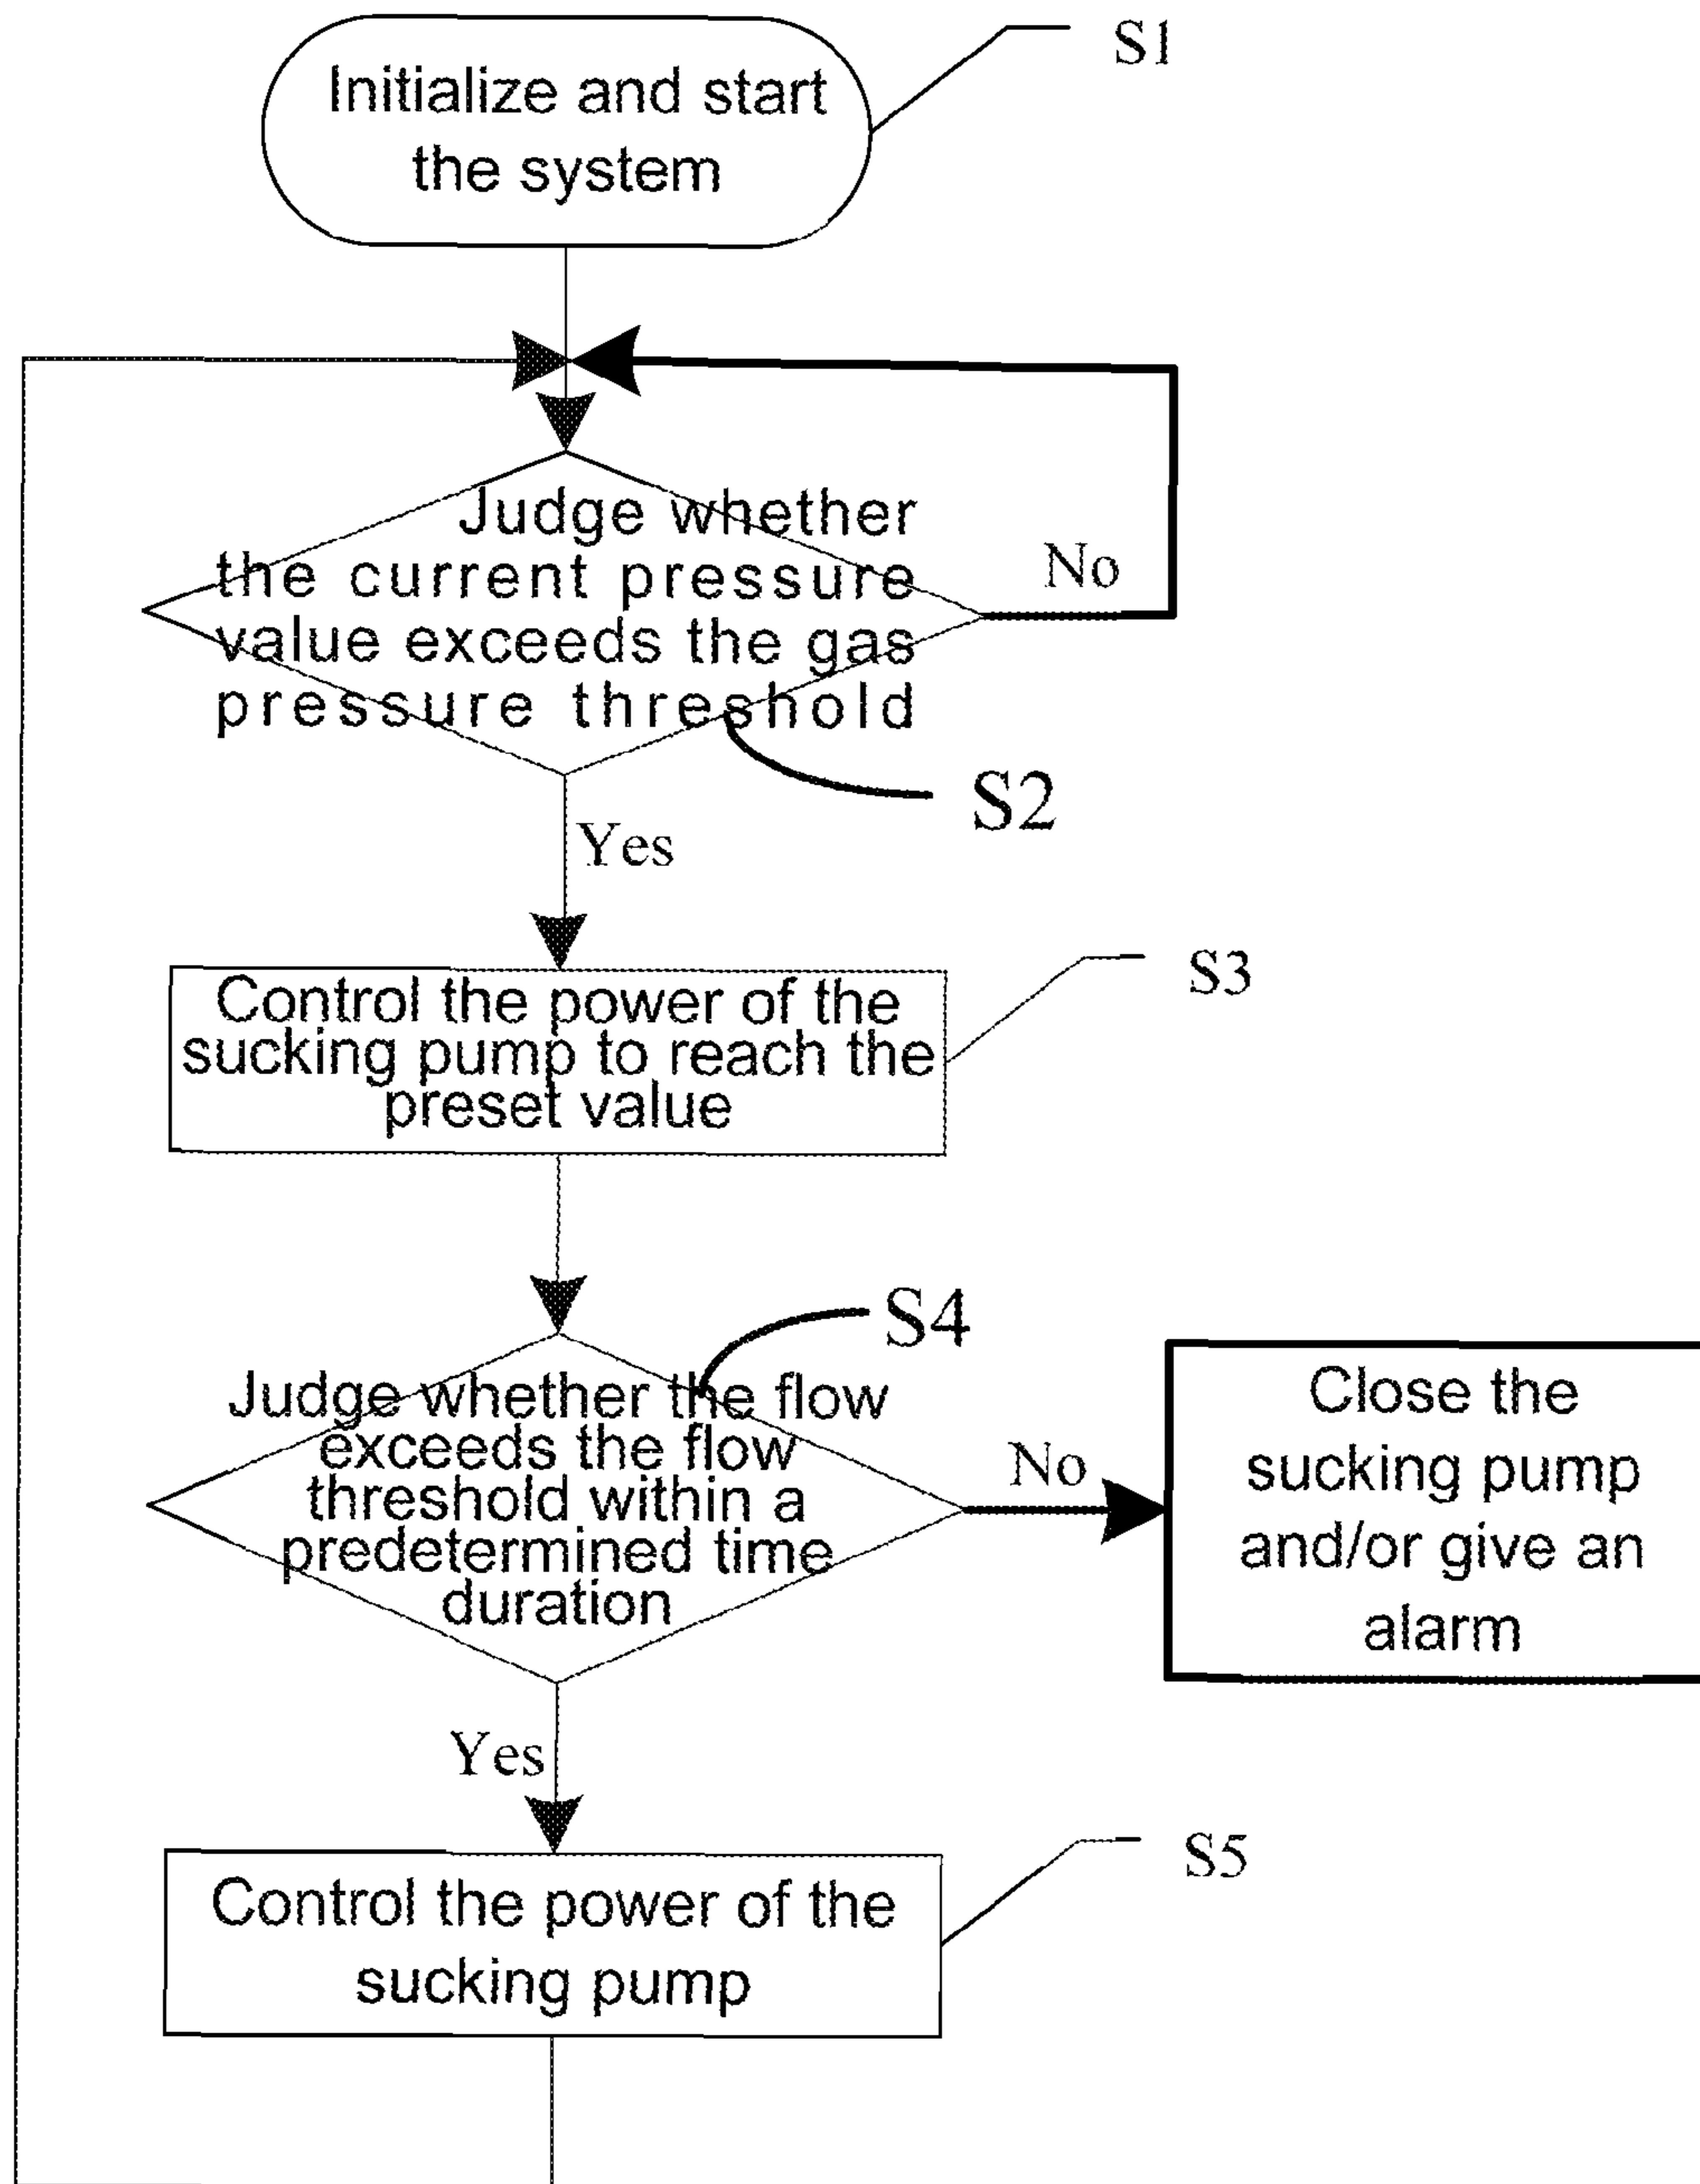 Initialize and start
the system
S1
Judge whether
the current pressure
value exceeds the gas
pressure threshold
No
S2
Yes
Control the power of the
sucking pump to reach the
preset value
S3
S4
Judge whether the flow
exceeds the flow
threshold within a
predetermined time
duration
No
Close the
sucking pump
and/or give an
alarm
Yes
Control the power of the
sucking pump
S5